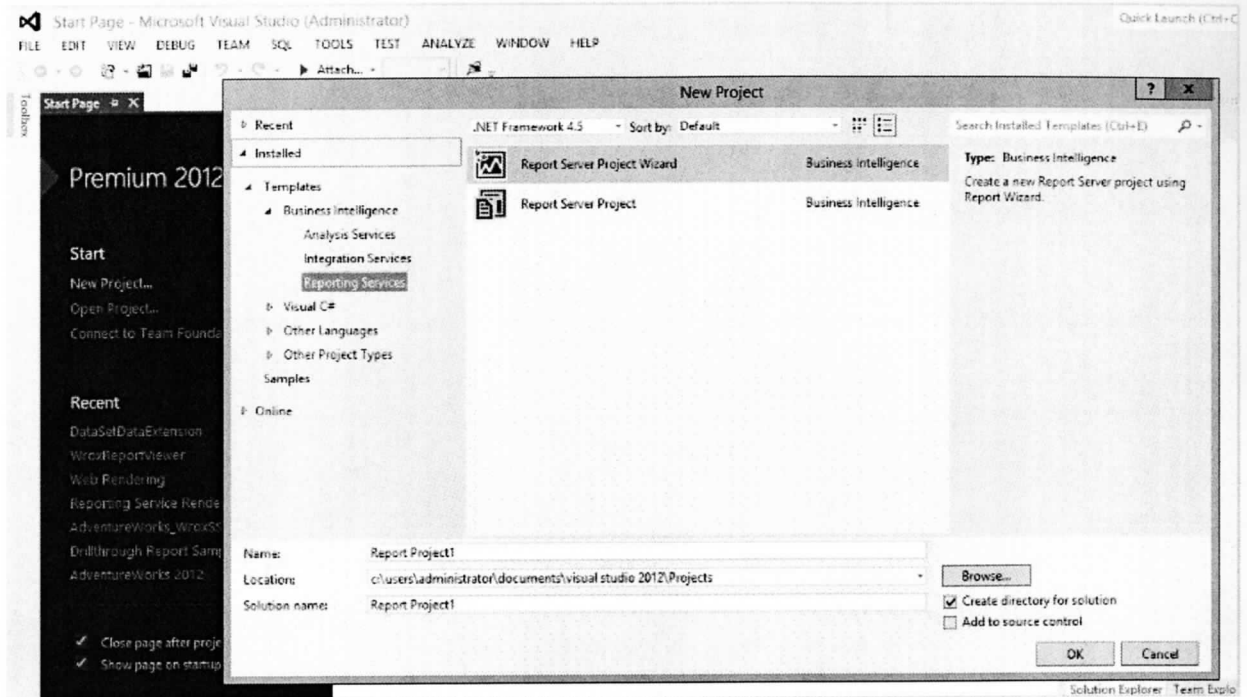 Start Page - Microsoft Visual Studio (Administrator)
Quick Launch (Ctrl+
FILE EDIT VIEW DEBUG TEAM SQL TOOLS TEST ANALYZE WINDOW HELP
Attach...
Toolbox
Start Page
New Project
Recent
.NET Framework 4.5
Sort by: Default
Search Installed Templates (Ctrl+E)
Installed
Templates
Business Intelligence
Analysis Services
Integration Services
Reporting Services
Visual C#
Other Languages
Other Project Types
Samples
Online
Report Server Project Wizard Business Intelligence
Report Server Project Business Intelligence
Type: Business Intelligence
Create a new Report Server project using
Report Wizard.
Premium 2012
Start
New Project...
Open Project...
Connect to Team Founda
Recent
DataSetDataExtension
WroxReportViewer
Web Rendering
Reporting Service Rende
AdventureWorks_WroxSS
Drillthrough Report Samp
AdventureWorks 2012
Close page after proje
Show page on startup
Name: Report Project1
Location: c:\users\administrator\documents\visual studio 2012\Projects
Browse...
Solution name: Report Project1
Create directory for solution
Add to source control
OK Cancel
Solution Explorer Team Explo